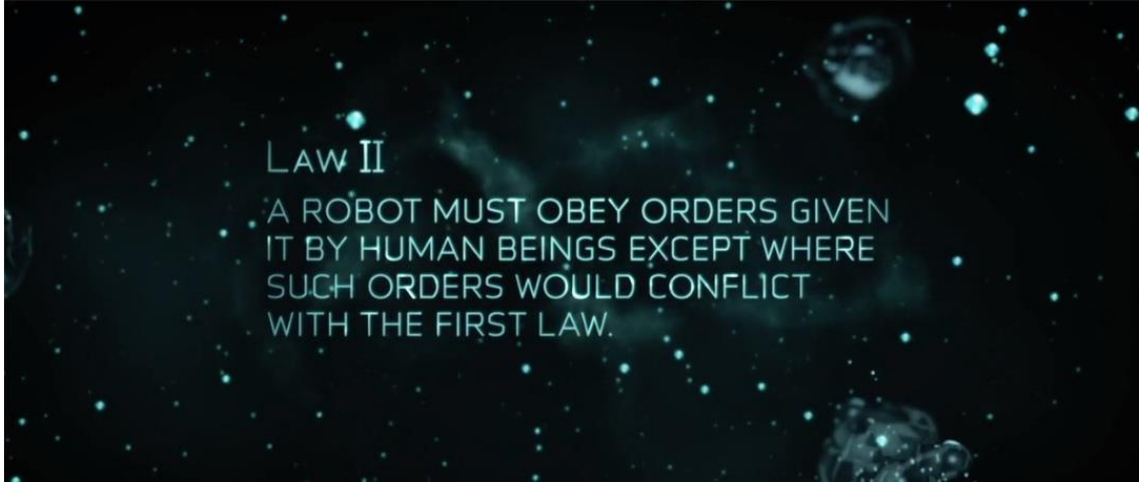 Law II
A ROBOT MUST OBEY ORDERS GIVEN
IT BY HUMAN BEINGS EXCEPT WHERE
SUCH ORDERS WOULD CONFLICT
WITH THE FIRST LAW.